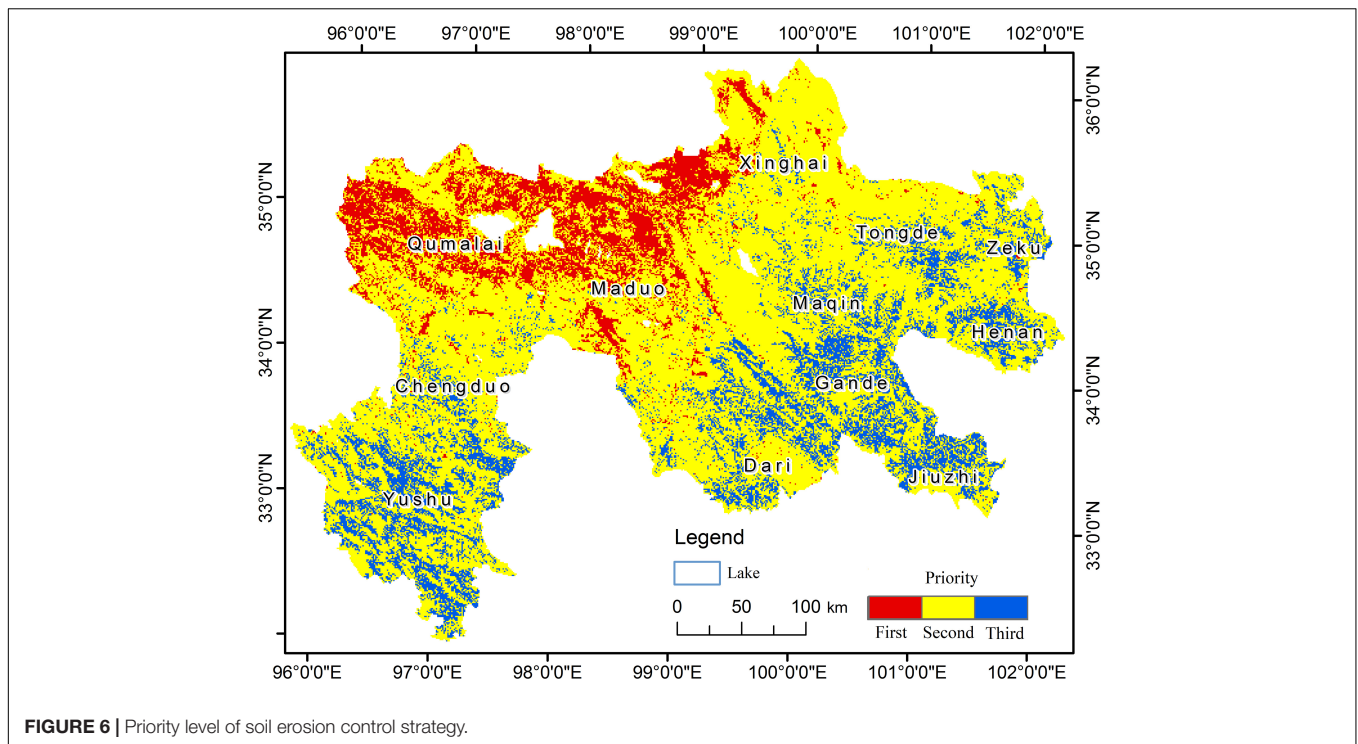 96°0'0"E 97°0'0"E 98°0'0"E 99°0'0"E 100°0'0"E 101°0'0"E 102°0'0"E
36°0'0"N
35°0'0"N
34°0'0"N
33°0'0"N
35°0'0"N
34°0'0"N
33°0'0"N
Xinghai
Tongde
Zeku
Qumalai
Maduo
Maqin
Henan
Chengduo
Gande
Dari
Jiuzhi
Yushu
Legend
Lake
0 50 100 km
Priority
First Second Third
96°0'0"E 97°0'0"E 98°0'0"E 99°0'0"E 100°0'0"E 101°0'0"E 102°0'0"E
FIGURE 6 | Priority level of soil erosion control strategy.